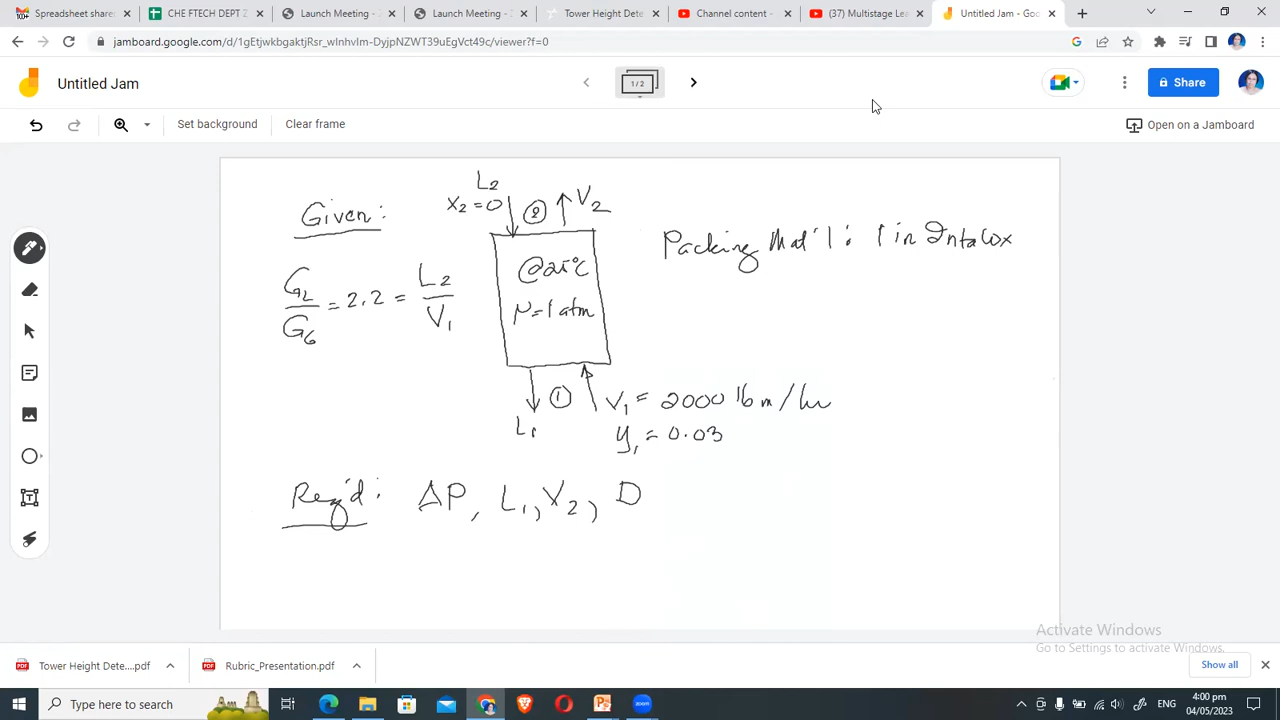 Spreadsheet shared
CHE FTECH DEPT Z
Launch Meeting -
Launch Meeting - Z
Tower Height Dete
Channel content -
(37) Multistage Lea
Untitled Jam - Goo
jamboard.google.com/d/1gEtjwkbgaktjRsr_wlnhvIm-DyjpNZWT39uEgVct49c/viewer?f=0
Untitled Jam
1 / 2
Share
Set background
Clear frame
Open on a Jamboard
L2
x2 = 0
②
V2
Given:
Packing Mat'l: 1 in Intalox
@25°C
P = 1 atm
GL/GG = 2.2 = L2/V1
①
V1 = 2000 lbm/hr
L1
y1 = 0.03
Req'd: ΔP, L1, Y2, D
Activate Windows
Go to Settings to activate Windows.
Tower Height Dete....pdf
Rubric_Presentation.pdf
Show all
Type here to search
ENG
4:00 pm
04/05/2023